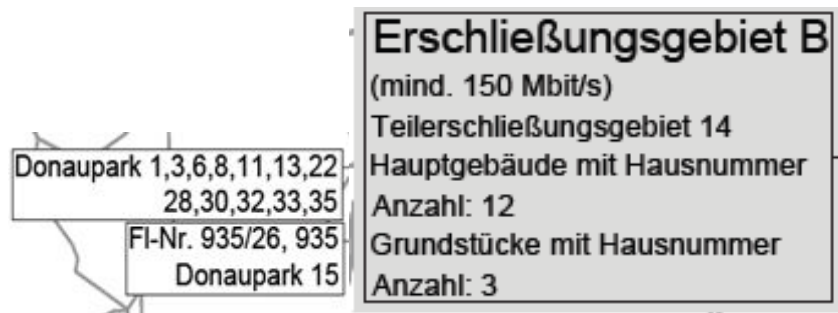 Donaupark 1,3,6,8,11,13,22
28,30,32,33,35
Fl-Nr. 935/26, 935
Donaupark 15
Erschließungsgebiet B
(mind. 150 Mbit/s)
Teilerschließungsgebiet 14
Hauptgebäude mit Hausnummer
Anzahl: 12
Grundstücke mit Hausnummer
Anzahl: 3